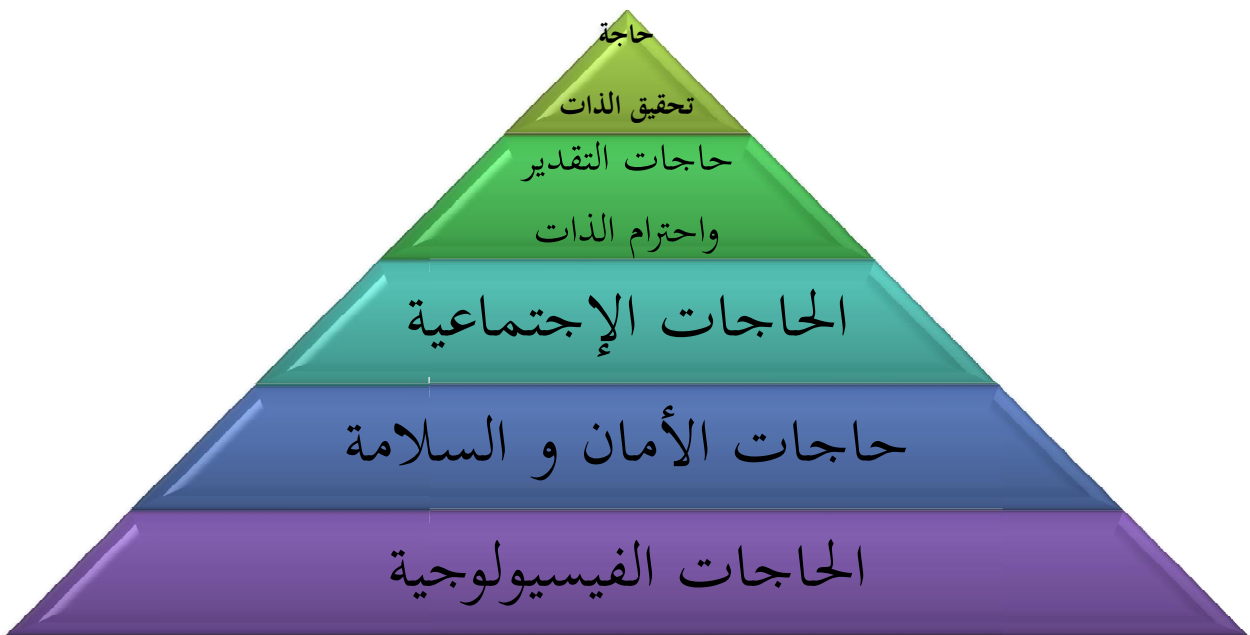 حاجة
تحقيق الذات
حاجات التقدير
واحترام الذات
الحاجات الإجتماعية
حاجات الأمان و السلامة
الحاجات الفيسيولوجية